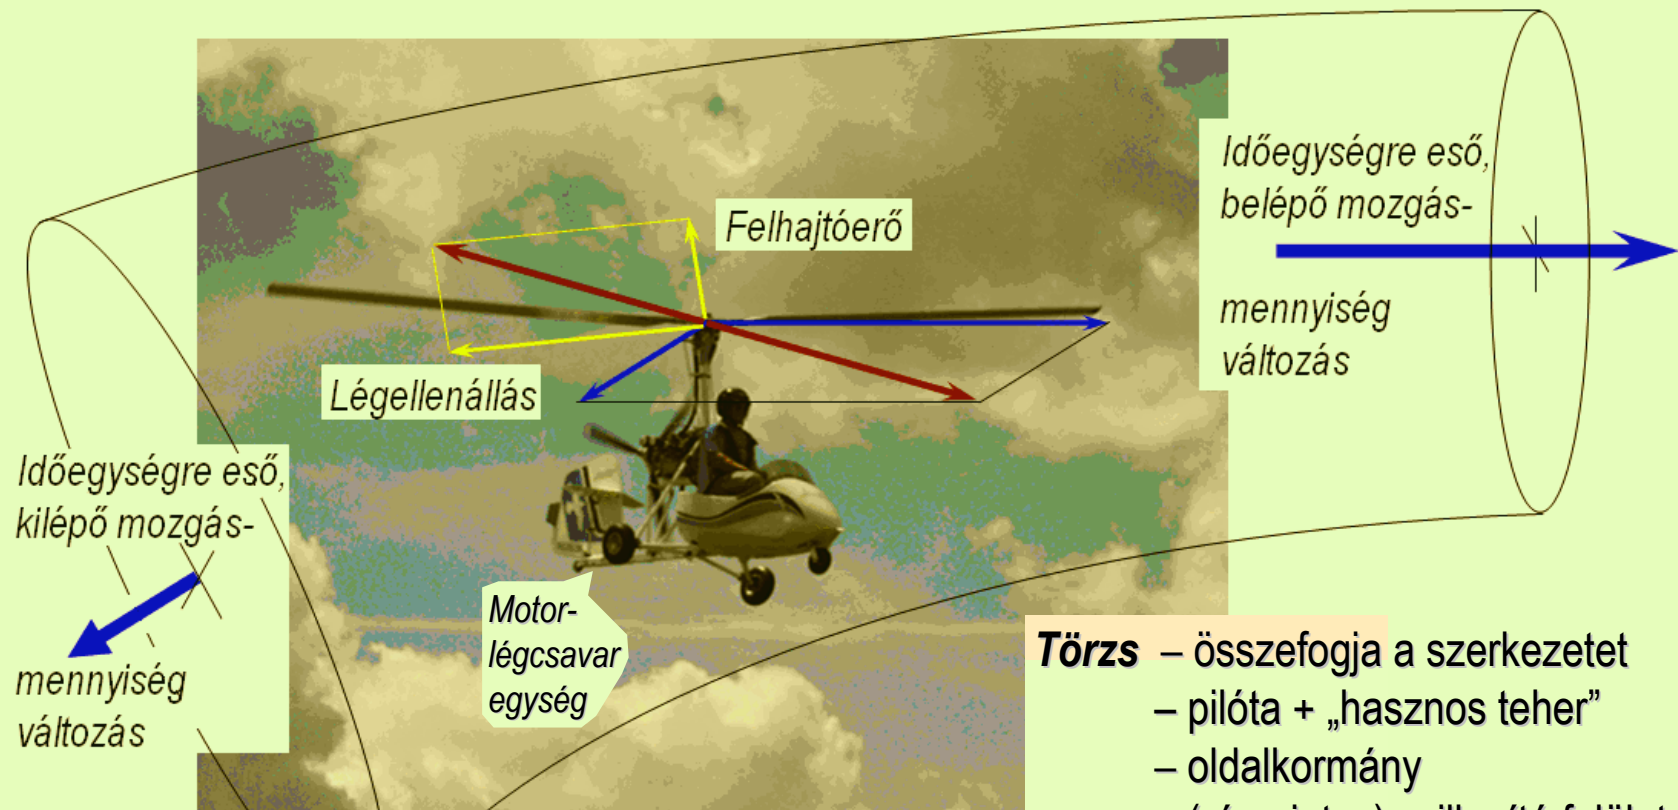 Időegységre eső,
belépő mozgás-
mennyiség
változás
Felhajtóerő
Légellenállás
Időegységre eső,
kilépő mozgás-
mennyiség
változás
Motor-
légcsavar
egység
Törzs – összefogja a szerkezetet
– pilóta + „hasznos teher”
– oldalkormány